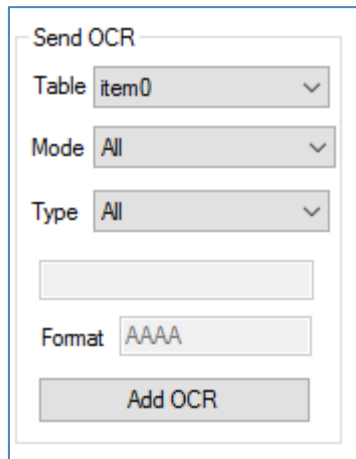 Send OCR
Table item0
Mode All
Type All
Format AAAA
Add OCR